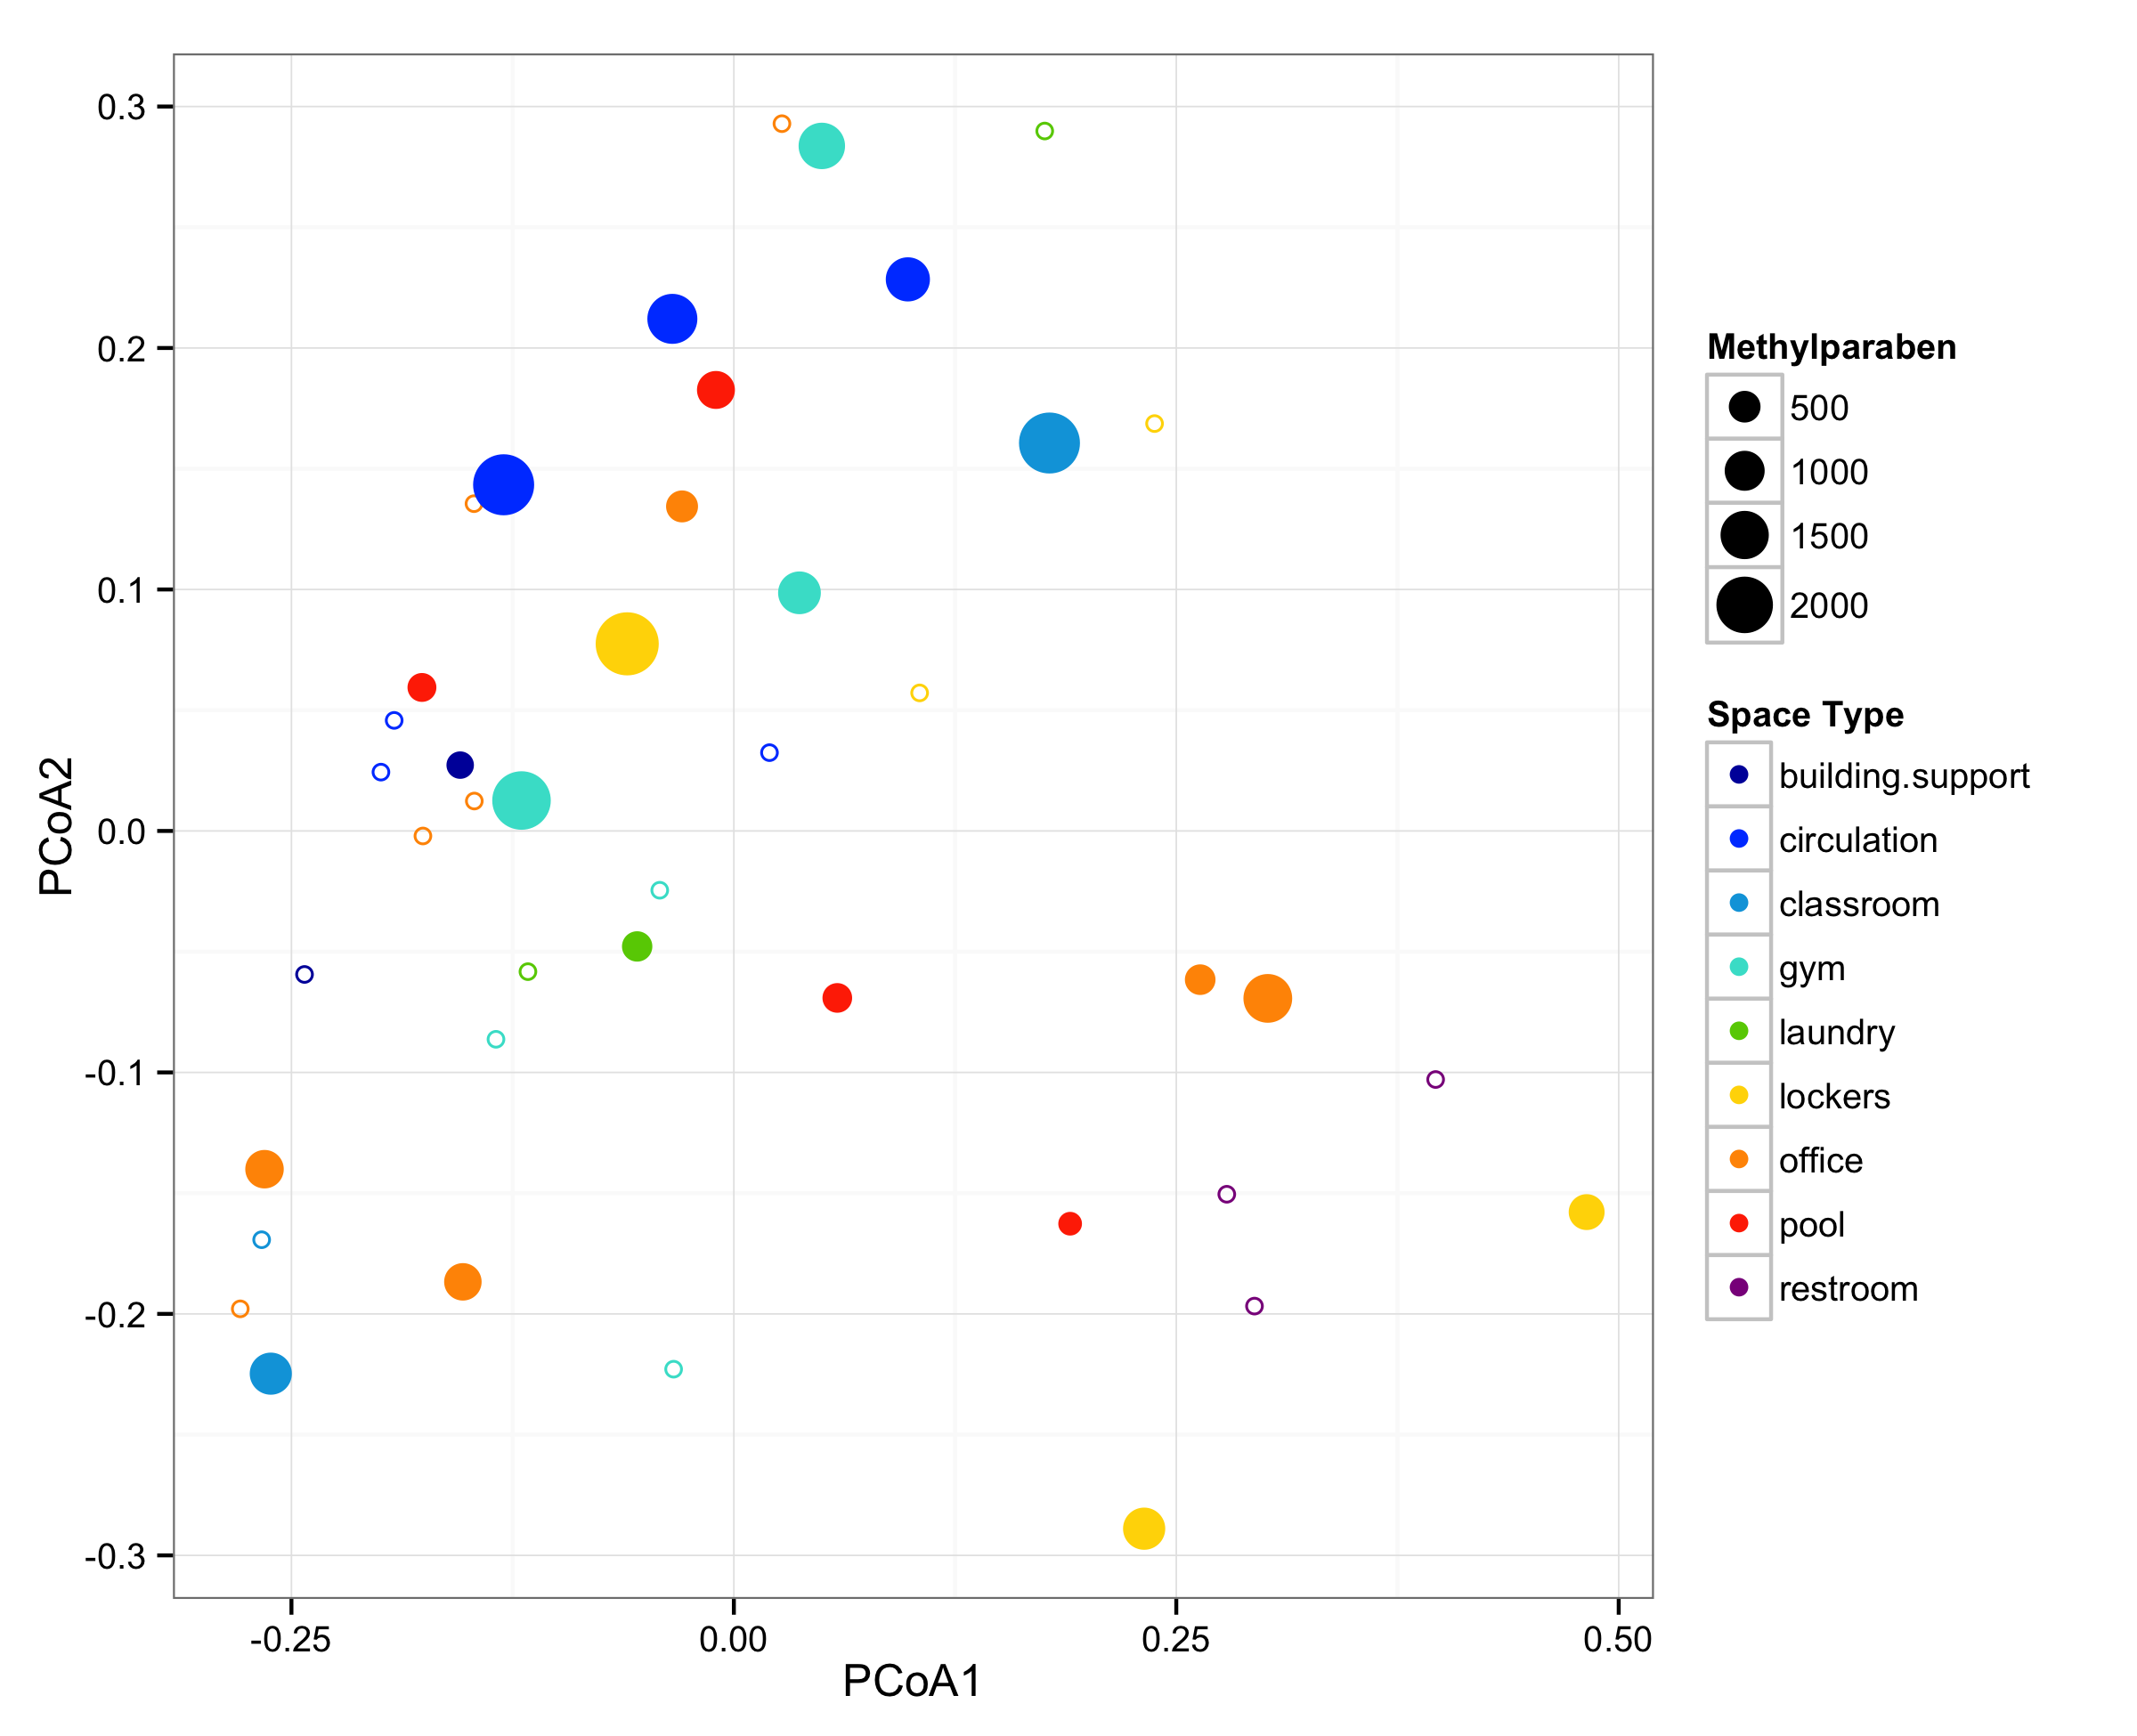 0.3
0.2
0.1
0.0
-0.1
-0.2
-0.3
PCoA2
-0.25
0.00
0.25
0.50
PCoA1
Methylparaben
500
1000
1500
2000
Space Type
building.support
circulation
classroom
gym
laundry
lockers
office
pool
restroom